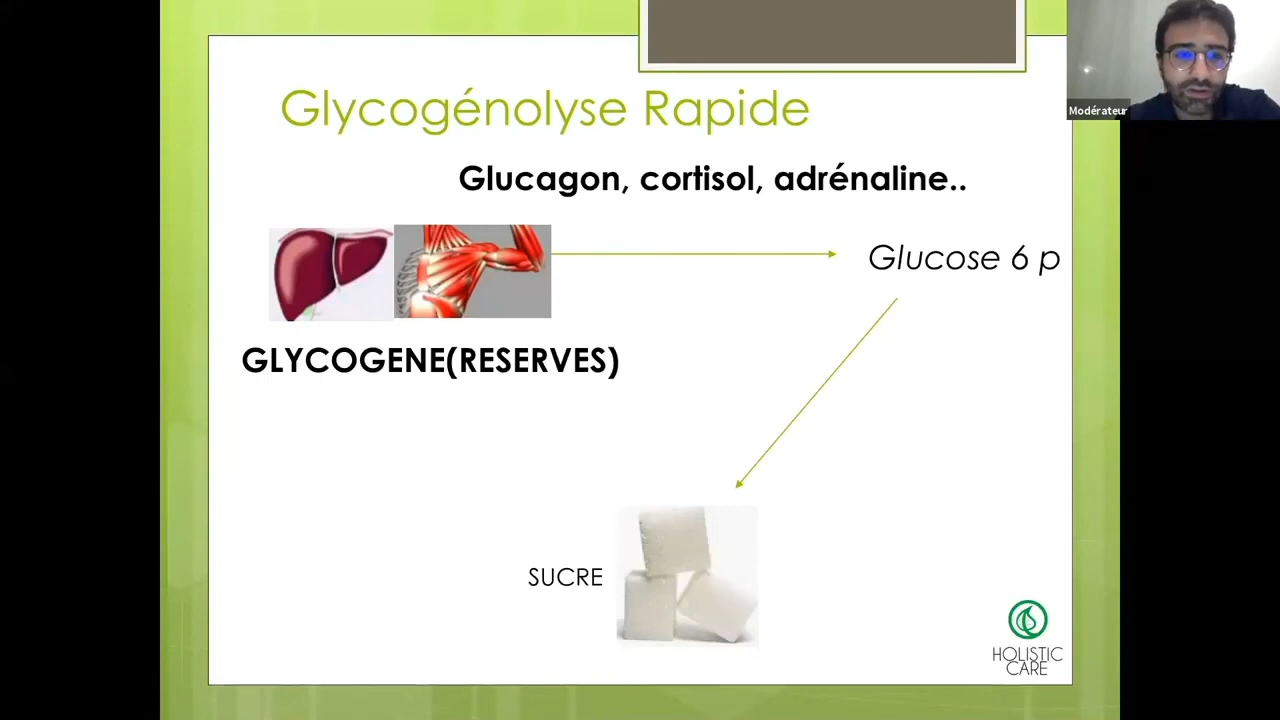 Glycogénolyse Rapide
Modérateur
Glucagon, cortisol, adrénaline..
Glucose 6 p
GLYCOGENE(RESERVES)
SUCRE
HOLISTIC
CARE